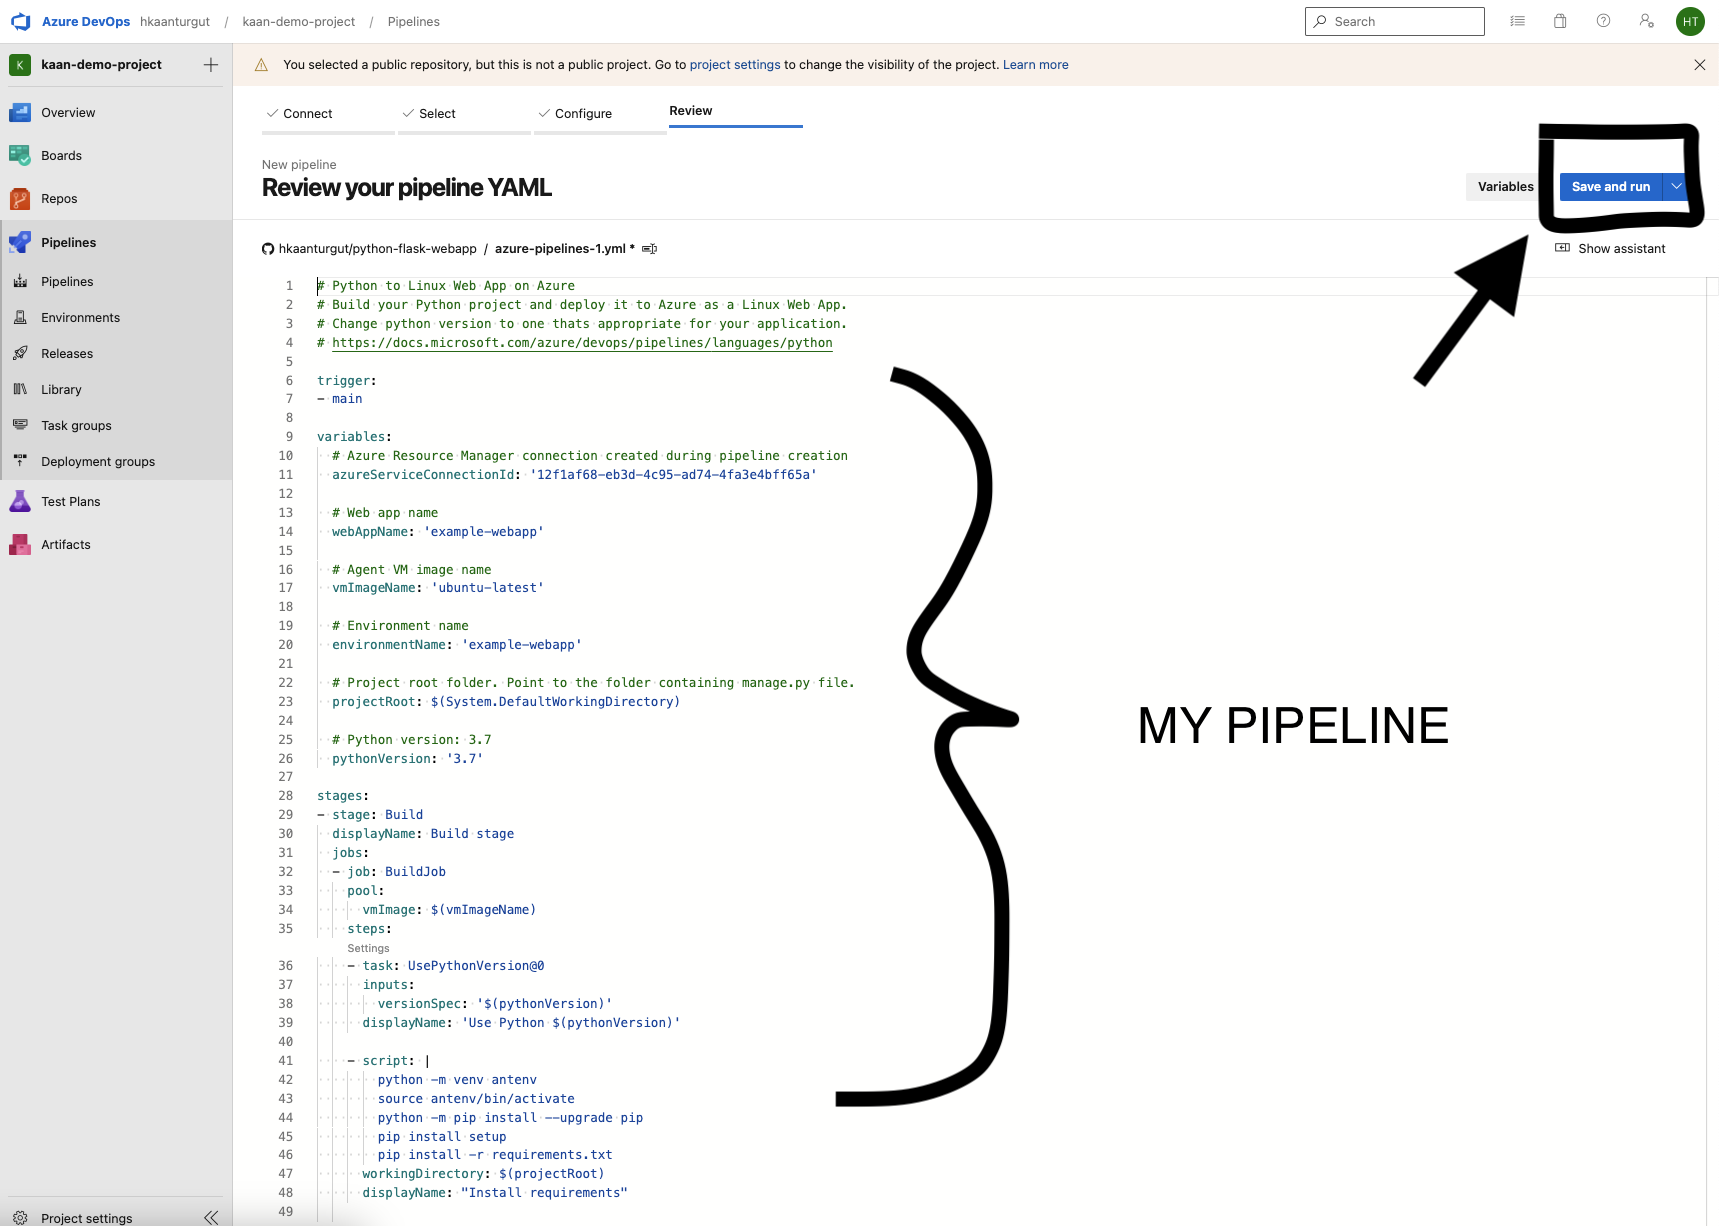 Azure DevOps hkaanturgut / kaan-demo-project / Pipelines
Search
HT
K kaan-demo-project
Overview
Boards
Repos
Pipelines
Pipelines
Environments
Releases
Library
Task groups
Deployment groups
Test Plans
Artifacts
Project settings
You selected a public repository, but this is not a public project. Go to project settings to change the visibility of the project. Learn more
Connect
Select
Configure
Review
New pipeline
Review your pipeline YAML
Variables
Save and run
hkaanturgut/python-flask-webapp / azure-pipelines-1.yml *
Show assistant
1 # Python to Linux Web App on Azure
2 # Build your Python project and deploy it to Azure as a Linux Web App.
3 # Change python version to one thats appropriate for your application.
4 # https://docs.microsoft.com/azure/devops/pipelines/languages/python
5
6 trigger:
7 - main
8
9 variables:
10 # Azure Resource Manager connection created during pipeline creation
11 azureServiceConnectionId: '12f1af68-eb3d-4c95-ad74-4fa3e4bff65a'
12
13 # Web app name
14 webAppName: 'example-webapp'
15
16 # Agent VM image name
17 vmImageName: 'ubuntu-latest'
18
19 # Environment name
20 environmentName: 'example-webapp'
21
22 # Project root folder. Point to the folder containing manage.py file.
23 projectRoot: $(System.DefaultWorkingDirectory)
24
25 # Python version: 3.7
26 pythonVersion: '3.7'
27
28 stages:
29 - stage: Build
30 displayName: Build stage
31 jobs:
32 - job: BuildJob
33 pool:
34 vmImage: $(vmImageName)
35 steps:
Settings
36 - task: UsePythonVersion@0
37 inputs:
38 versionSpec: '$(pythonVersion)'
39 displayName: 'Use Python $(pythonVersion)'
40
41 - script: |
42 python -m venv antenv
43 source antenv/bin/activate
44 python -m pip install --upgrade pip
45 pip install setup
46 pip install -r requirements.txt
47 workingDirectory: $(projectRoot)
48 displayName: "Install requirements"
49
MY PIPELINE